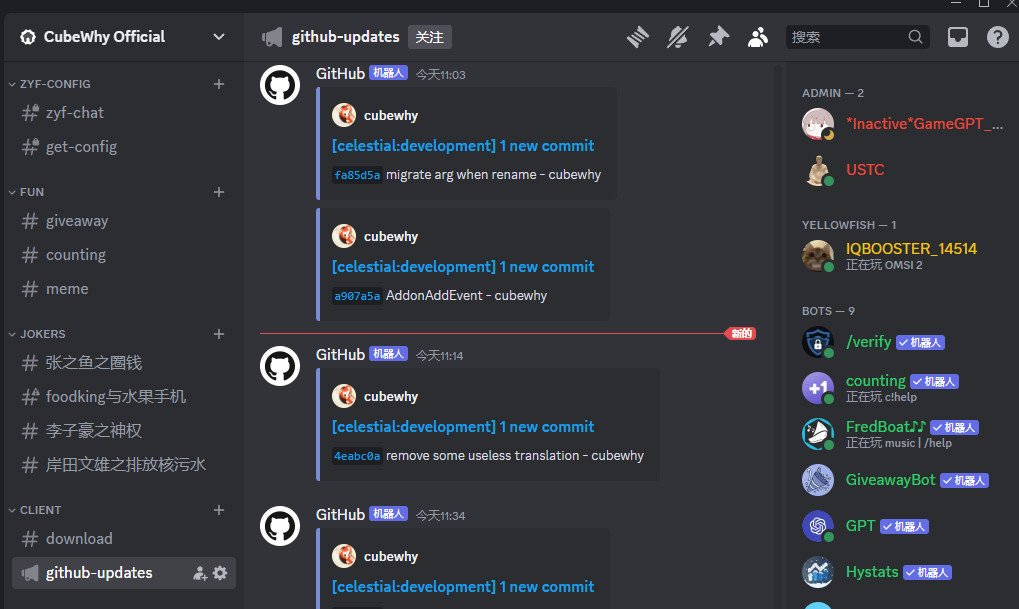 CubeWhy Official
ZYF-CONFIG
zyf-chat
get-config
FUN
giveaway
counting
meme
JOKERS
张之鱼之圈钱
foodking与水果手机
李子豪之神权
岸田文雄之排放核污水
CLIENT
download
github-updates
github-updates 关注
搜索
GitHub 机器人 今天11:03
cubewhy
[celestial:development] 1 new commit
fa85d5a migrate arg when rename - cubewhy
cubewhy
[celestial:development] 1 new commit
a907a5a AddonAddEvent - cubewhy
新的
GitHub 机器人 今天11:14
cubewhy
[celestial:development] 1 new commit
4eabc0a remove some useless translation - cubewhy
GitHub 机器人 今天11:34
cubewhy
[celestial:development] 1 new commit
ADMIN — 2
*Inactive*GameGPT_...
USTC
YELLOWFISH — 1
IQBOOSTER_14514
正在玩 OMSI 2
BOTS — 9
/verify 机器人
+1
counting 机器人
正在玩 c!help
FredBoat♪♪ 机器人
正在玩 music | /help
GiveawayBot 机器人
GPT 机器人
Hystats 机器人